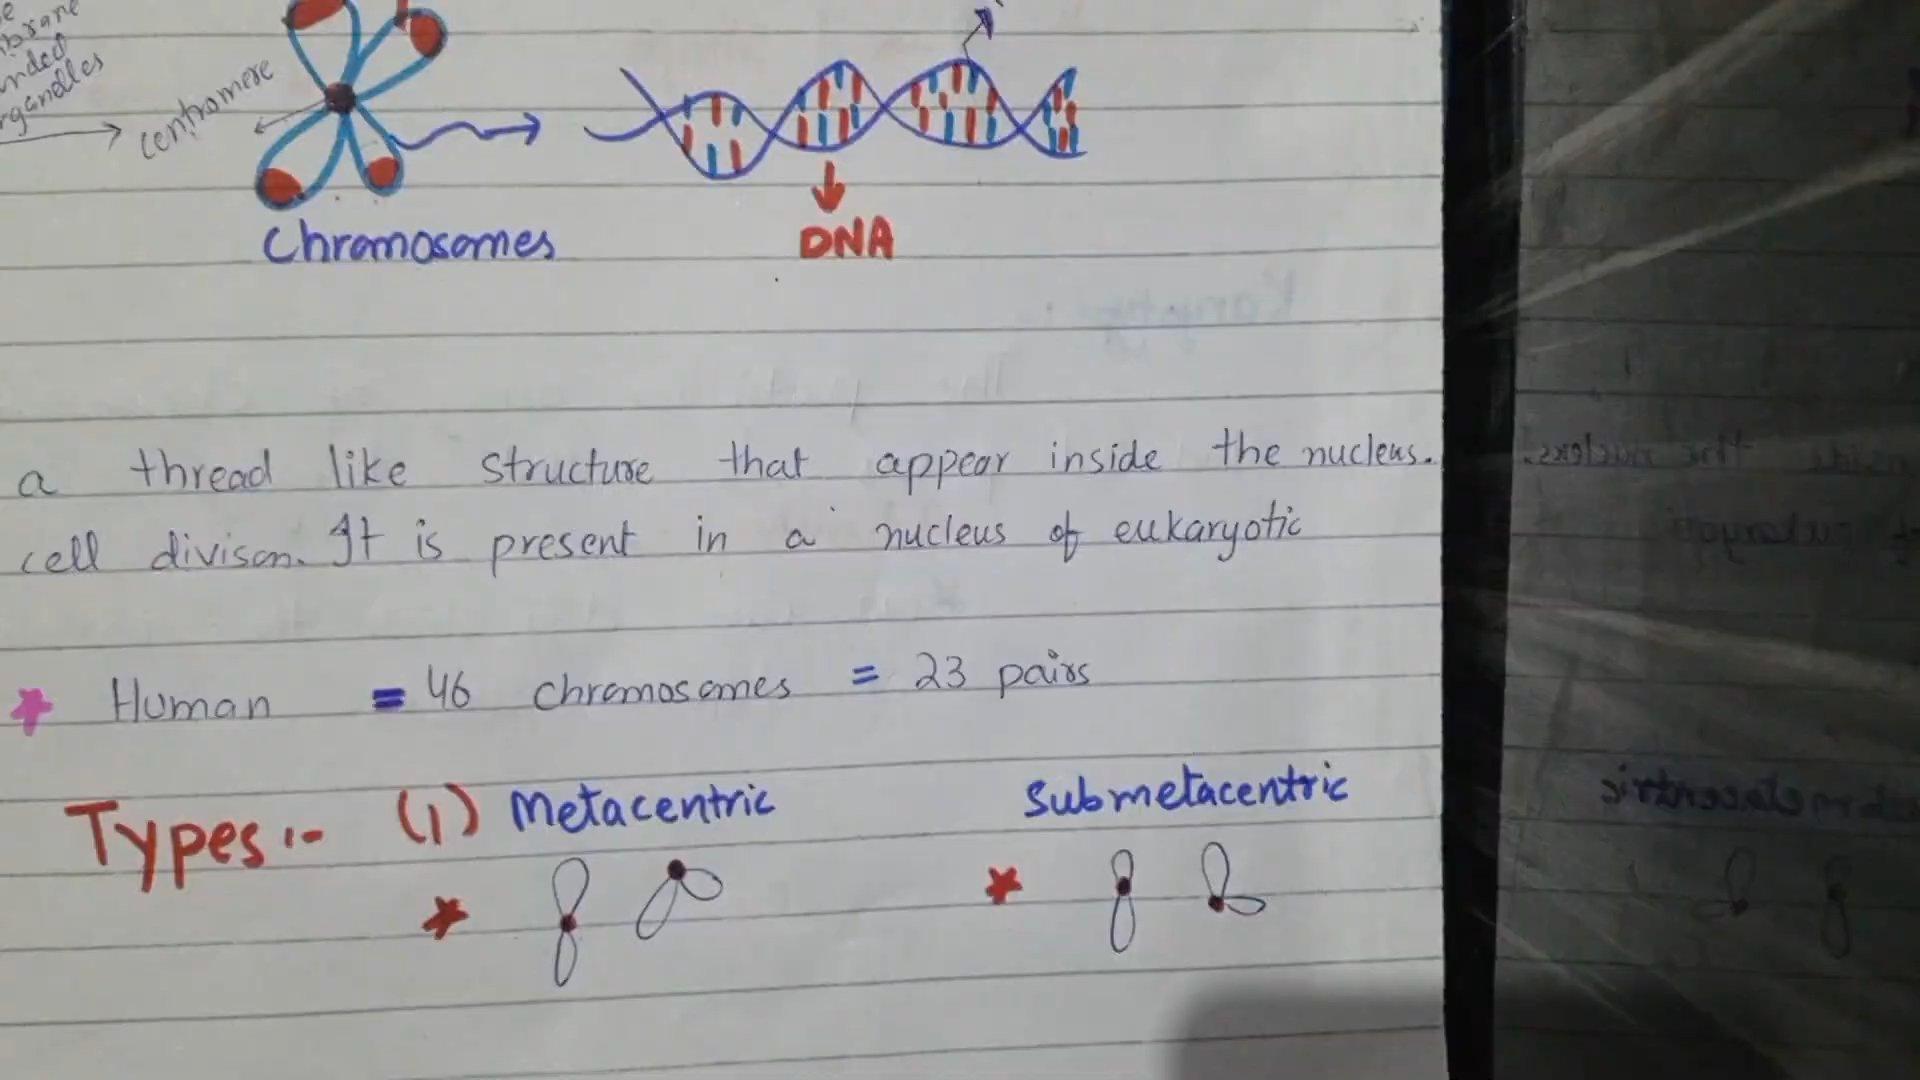 centromere
Chromosomes
DNA
a thread like structure that appear inside the nucleus.
cell divison. It is present in a nucleus of eukaryotic
Human = 46 chromosomes = 23 pairs
Types :- (1) Metacentric Submetacentric